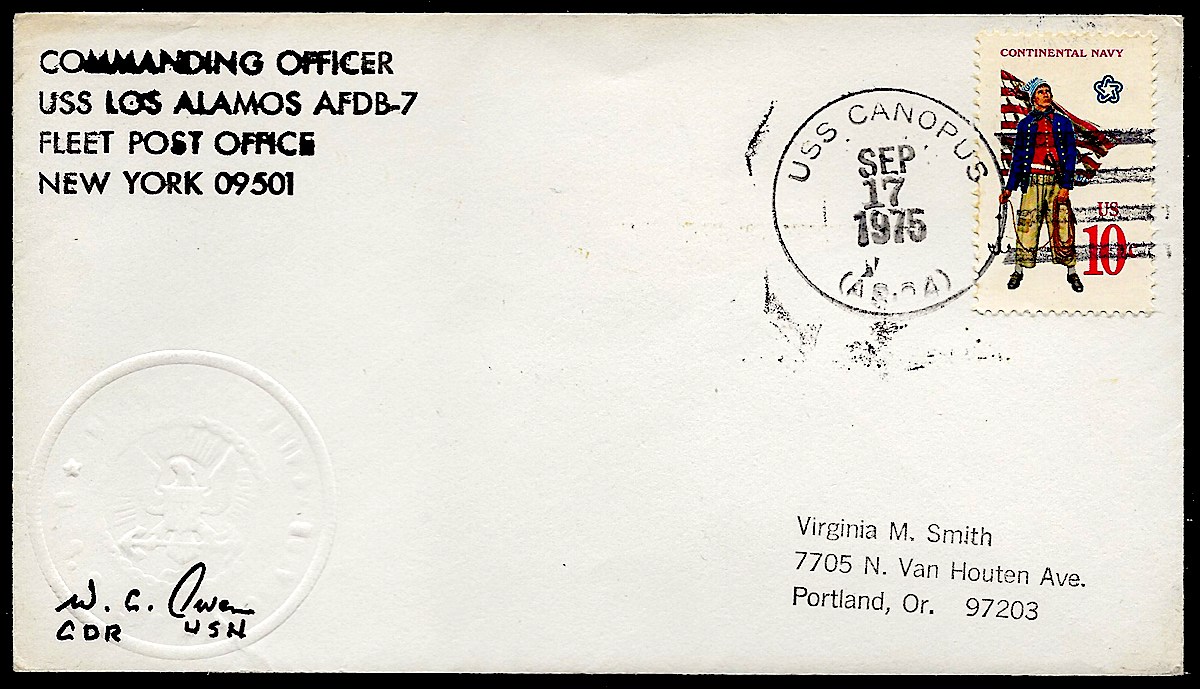 COMMANDING OFFICER
USS LOS ALAMOS AFDB-7
FLEET POST OFFICE
NEW YORK 09501
USS CANOPUS
SEP
17
1975
CONTINENTAL NAVY
US
10c
W. G. Owen
CDR USN
Virginia M. Smith
7705 N. Van Houten Ave.
Portland, Or. 97203